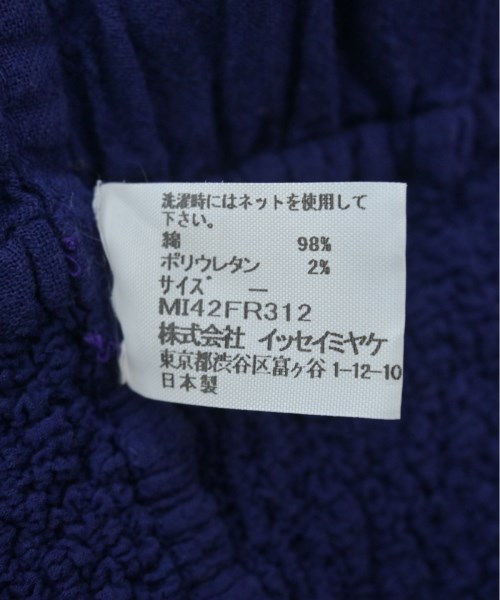 洗濯時にはネットを使用して
下さい。
綿 98%
ポリウレタン 2%
サイズ ー
MI42FR312
株式会社 イッセイミヤケ
東京都渋谷区富ヶ谷 1-12-10
日本製